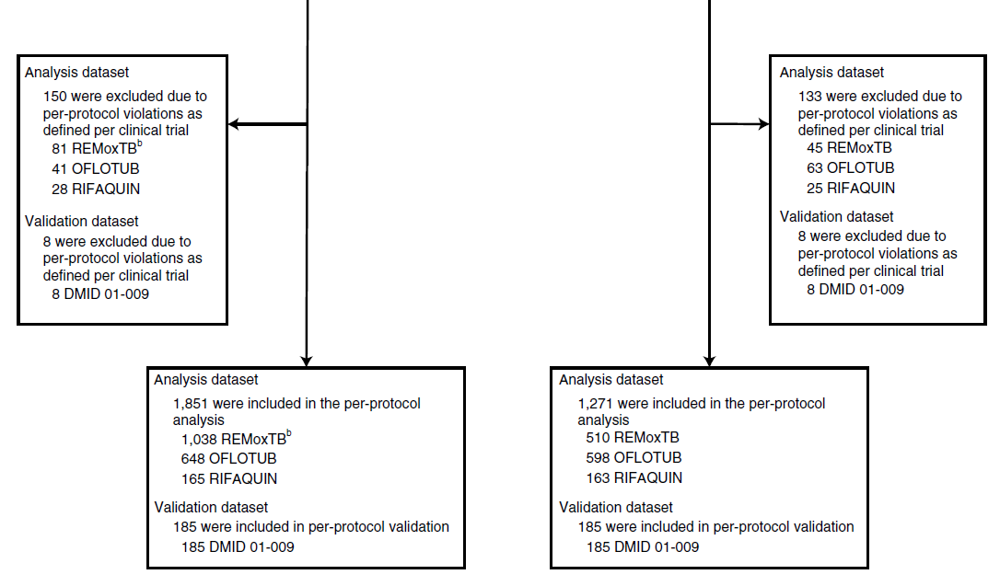 Analysis dataset
150 were excluded due to
per-protocol violations as
defined per clinical trial
81 REMoxTBb
41 OFLOTUB
28 RIFAQUIN
Validation dataset
8 were excluded due to
per-protocol violations as
defined per clinical trial
8 DMID 01-009
Analysis dataset
133 were excluded due to
per-protocol violations as
defined per clinical trial
45 REMoxTB
63 OFLOTUB
25 RIFAQUIN
Validation dataset
8 were excluded due to
per-protocol violations as
defined per clinical trial
8 DMID 01-009
Analysis dataset
1,851 were included in the per-protocol
analysis
1,038 REMoxTBb
648 OFLOTUB
165 RIFAQUIN
Validation dataset
185 were included in per-protocol validation
185 DMID 01-009
Analysis dataset
1,271 were included in the per-protocol
analysis
510 REMoxTB
598 OFLOTUB
163 RIFAQUIN
Validation dataset
185 were included in per-protocol validation
185 DMID 01-009